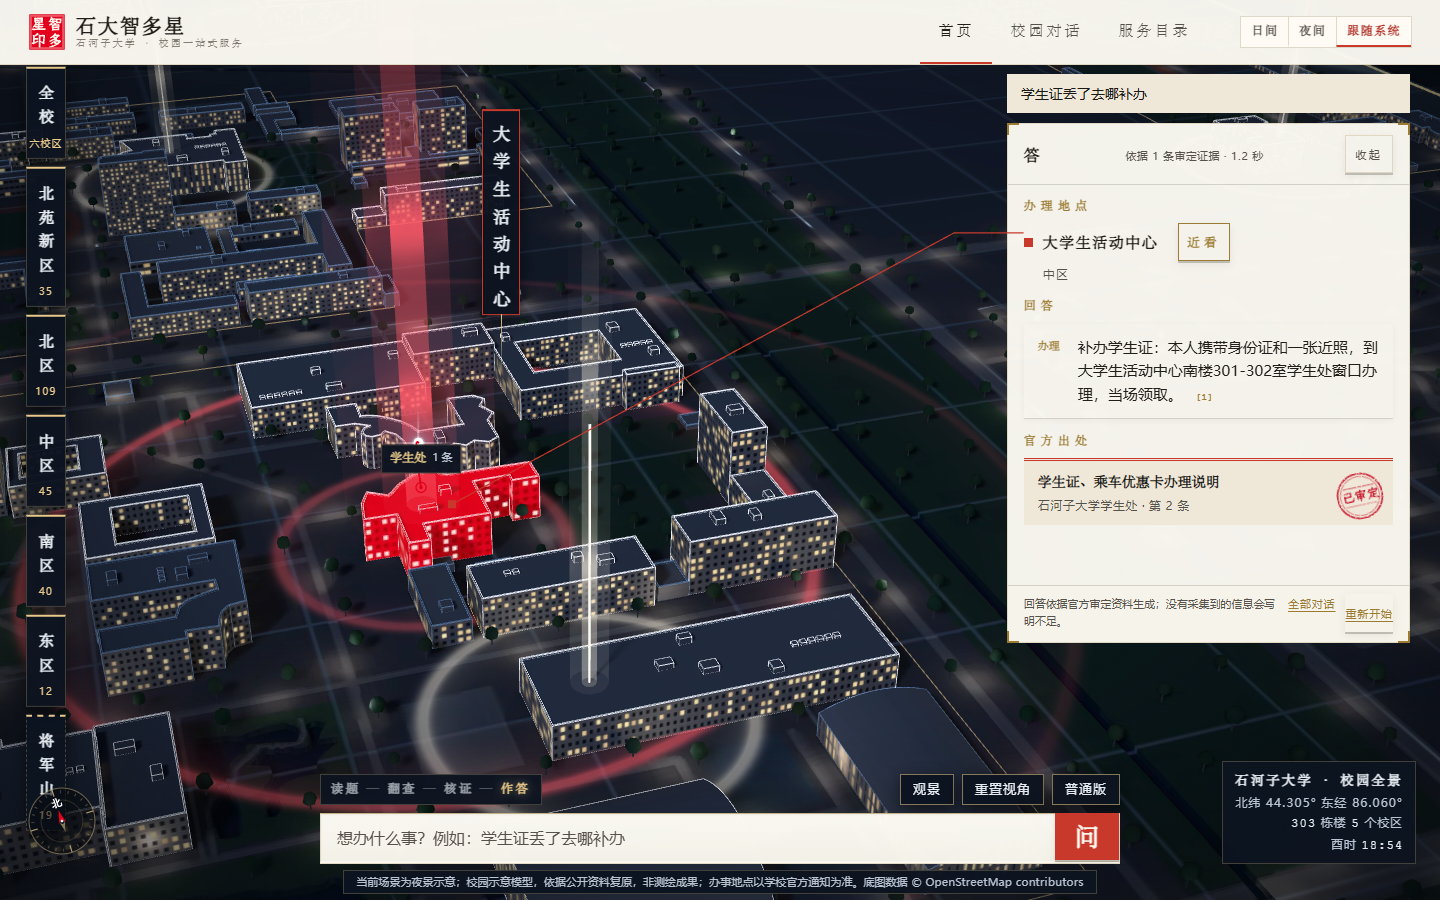 智多星印
石大智多星
石河子大学 · 校园一站式服务
首页
校园对话
服务目录
日间
夜间
跟随系统
全校
六校区
北苑新区
35
北区
109
中区
45
南区
40
东区
12
将军山
19
北
大学生活动中心
学生处 1条
学生证丢了去哪补办
答
依据 1 条审定证据 · 1.2 秒
收起
办理地点
大学生活动中心
近看
中区
回答
办理
补办学生证：本人携带身份证和一张近照，到
大学生活动中心南楼301-302室学生处窗口办
理，当场领取。 [1]
官方出处
学生证、乘车优惠卡办理说明
石河子大学学生处 · 第 2 条
已审定
回答依据官方审定资料生成；没有采集到的信息会写
明不足。
全部对话
重新开始
读题 — 翻查 — 核证 — 作答
观景
重置视角
普通版
想办什么事？例如：学生证丢了去哪补办
问
当前场景为夜景示意；校园示意模型，依据公开资料复原，非测绘成果；办事地点以学校官方通知为准。底图数据 © OpenStreetMap contributors
石河子大学 · 校园全景
北纬 44.305° 东经 86.060°
303 栋楼 5 个校区
酉时 18:54